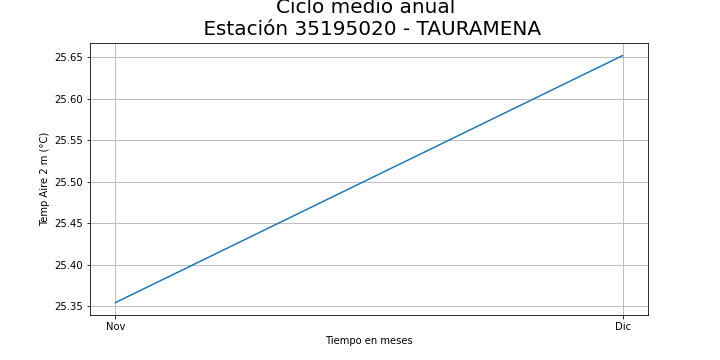 Ciclo medio anual
Estación 35195020 - TAURAMENA
25.65
25.60
25.55
25.50
25.45
25.40
25.35
Temp Aire 2 m (°C)
Nov
Dic
Tiempo en meses